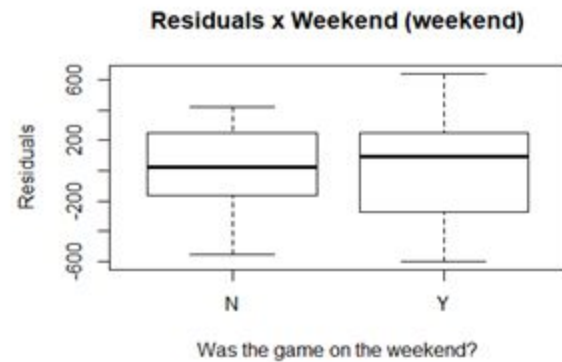 Residuals x Weekend (weekend)
Residuals
600
200
-200
-600
N
Y
Was the game on the weekend?